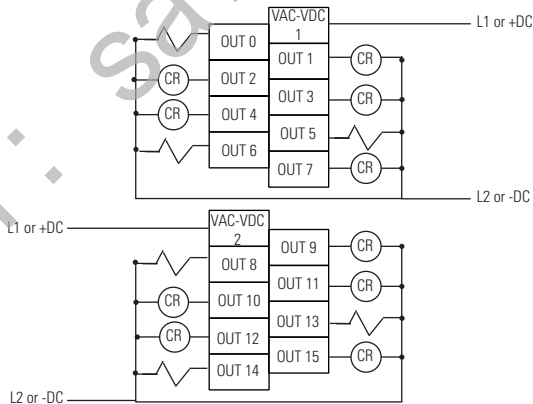 VAC-VDC
1
L1 or +DC
OUT 0
OUT 1
CR
CR
OUT 2
OUT 3
CR
CR
OUT 4
OUT 5
OUT 6
OUT 7
CR
L2 or -DC
L1 or +DC
VAC-VDC
2
OUT 9
CR
OUT 8
OUT 11
CR
CR
OUT 10
OUT 13
CR
OUT 12
OUT 15
CR
OUT 14
L2 or -DC